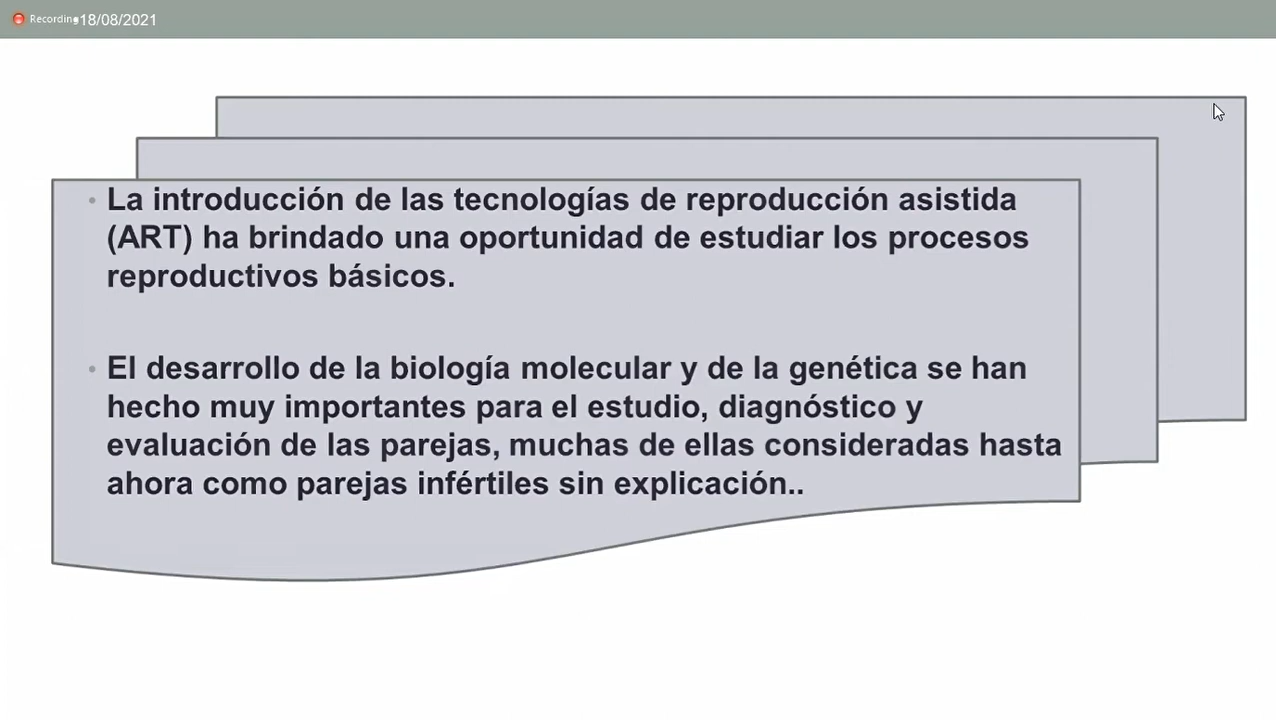 Recording
18/08/2021
• La introducción de las tecnologías de reproducción asistida
(ART) ha brindado una oportunidad de estudiar los procesos
reproductivos básicos.
• El desarrollo de la biología molecular y de la genética se han
hecho muy importantes para el estudio, diagnóstico y
evaluación de las parejas, muchas de ellas consideradas hasta
ahora como parejas infértiles sin explicación..